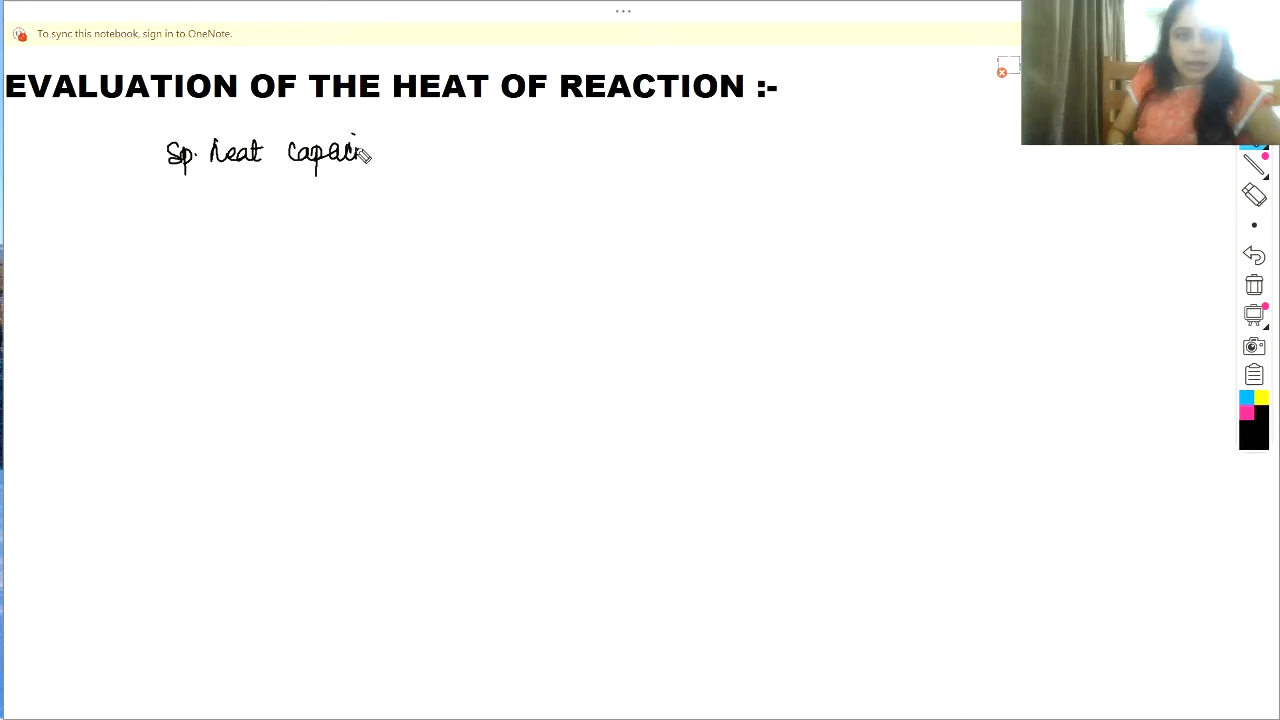 To sync this notebook, sign in to OneNote.
EVALUATION OF THE HEAT OF REACTION :-
Sp. heat capaci